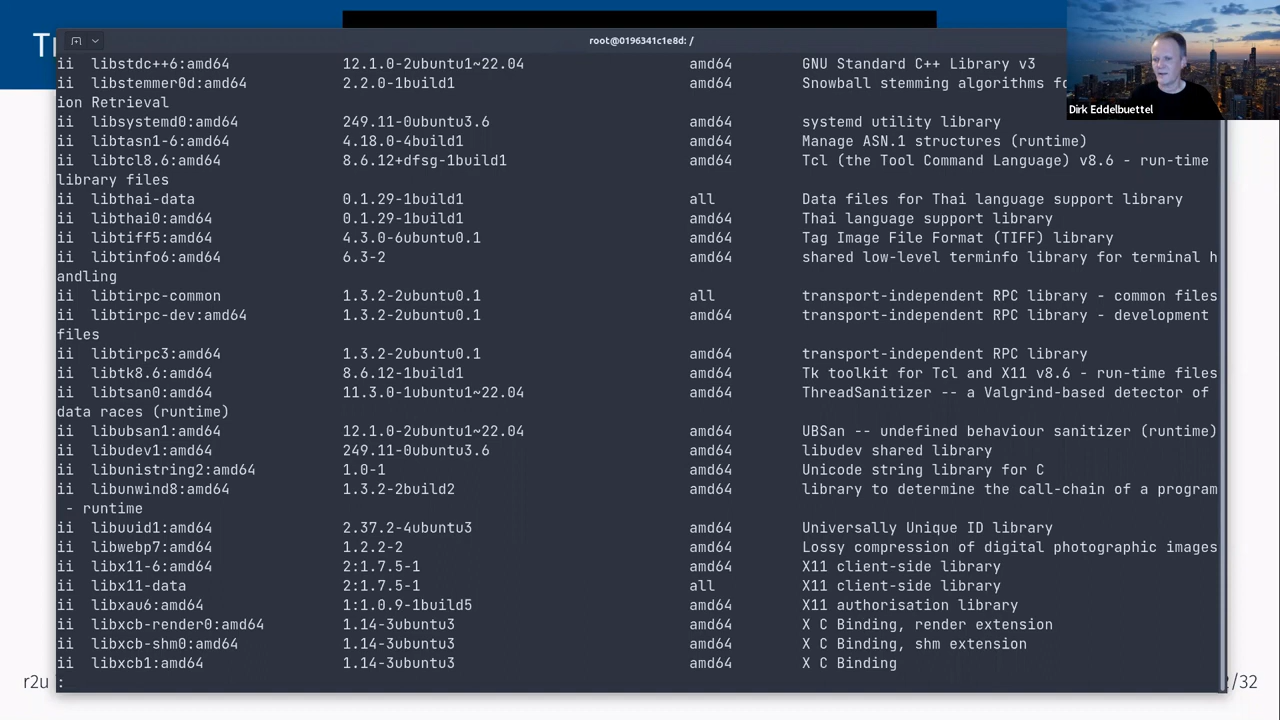 Tr
root@0196341c1e8d: /
Dirk Eddelbuettel
ii libstdc++6:amd64 12.1.0-2ubuntu1~22.04 amd64 GNU Standard C++ Library v3
ii libstemmer0d:amd64 2.2.0-1build1 amd64 Snowball stemming algorithms fo
ion Retrieval
ii libsystemd0:amd64 249.11-0ubuntu3.6 amd64 systemd utility library
ii libtasn1-6:amd64 4.18.0-4build1 amd64 Manage ASN.1 structures (runtime)
ii libtcl8.6:amd64 8.6.12+dfsg-1build1 amd64 Tcl (the Tool Command Language) v8.6 - run-time
library files
ii libthai-data 0.1.29-1build1 all Data files for Thai language support library
ii libthai0:amd64 0.1.29-1build1 amd64 Thai language support library
ii libtiff5:amd64 4.3.0-6ubuntu0.1 amd64 Tag Image File Format (TIFF) library
ii libtinfo6:amd64 6.3-2 amd64 shared low-level terminfo library for terminal h
andling
ii libtirpc-common 1.3.2-2ubuntu0.1 all transport-independent RPC library - common files
ii libtirpc-dev:amd64 1.3.2-2ubuntu0.1 amd64 transport-independent RPC library - development
files
ii libtirpc3:amd64 1.3.2-2ubuntu0.1 amd64 transport-independent RPC library
ii libtk8.6:amd64 8.6.12-1build1 amd64 Tk toolkit for Tcl and X11 v8.6 - run-time files
ii libtsan0:amd64 11.3.0-1ubuntu1~22.04 amd64 ThreadSanitizer -- a Valgrind-based detector of
data races (runtime)
ii libubsan1:amd64 12.1.0-2ubuntu1~22.04 amd64 UBSan -- undefined behaviour sanitizer (runtime)
ii libudev1:amd64 249.11-0ubuntu3.6 amd64 libudev shared library
ii libunistring2:amd64 1.0-1 amd64 Unicode string library for C
ii libunwind8:amd64 1.3.2-2build2 amd64 library to determine the call-chain of a program
- runtime
ii libuuid1:amd64 2.37.2-4ubuntu3 amd64 Universally Unique ID library
ii libwebp7:amd64 1.2.2-2 amd64 Lossy compression of digital photographic images
ii libx11-6:amd64 2:1.7.5-1 amd64 X11 client-side library
ii libx11-data 2:1.7.5-1 all X11 client-side library
ii libxau6:amd64 1:1.0.9-1build5 amd64 X11 authorisation library
ii libxcb-render0:amd64 1.14-3ubuntu3 amd64 X C Binding, render extension
ii libxcb-shm0:amd64 1.14-3ubuntu3 amd64 X C Binding, shm extension
ii libxcb1:amd64 1.14-3ubuntu3 amd64 X C Binding
:
r2u /32